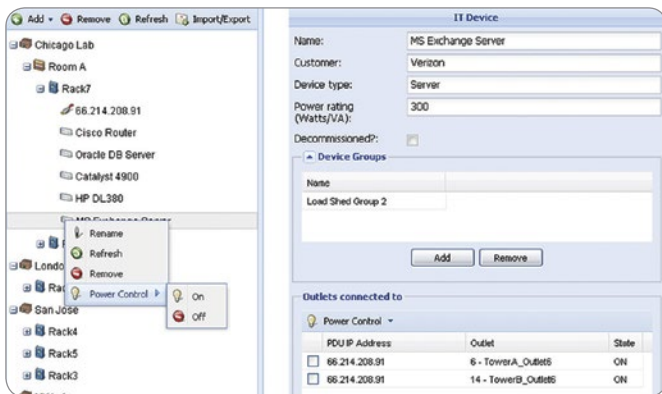 Add Remove Refresh Import/Export
Chicago Lab
Room A
Rack7
66.214.208.91
Cisco Router
Oracle DB Server
Catalyst 4900
HP DL380
MS Exchange Server
Rename
Refresh
Remove
Power Control
On
Off
San Jose
Rack4
Rack5
Rack3
IT Device
Name: MS Exchange Server
Customer: Verizon
Device type: Server
Power rating 300
(Watts/VA):
Decommissioned?:
Device Groups
Name
Load Shed Group 2
Add Remove
Outlets connected to
Power Control
PDU IP Address Outlet State
66.214.208.91 6 - TowerA_Outlet6 ON
66.214.208.91 14 - TowerB_Outlet6 ON